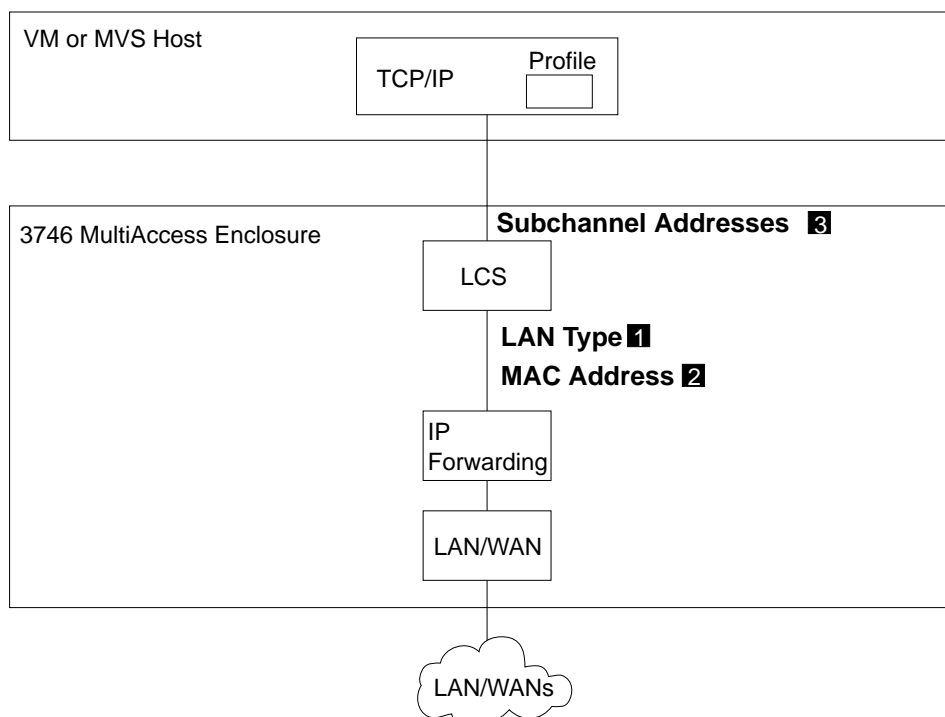 VM or MVS Host
Profile
TCP/IP
Subchannel Addresses 3
3746 MultiAccess Enclosure
LCS
LAN Type 1
MAC Address 2
IP
Forwarding
LAN/WAN
LAN/WANs